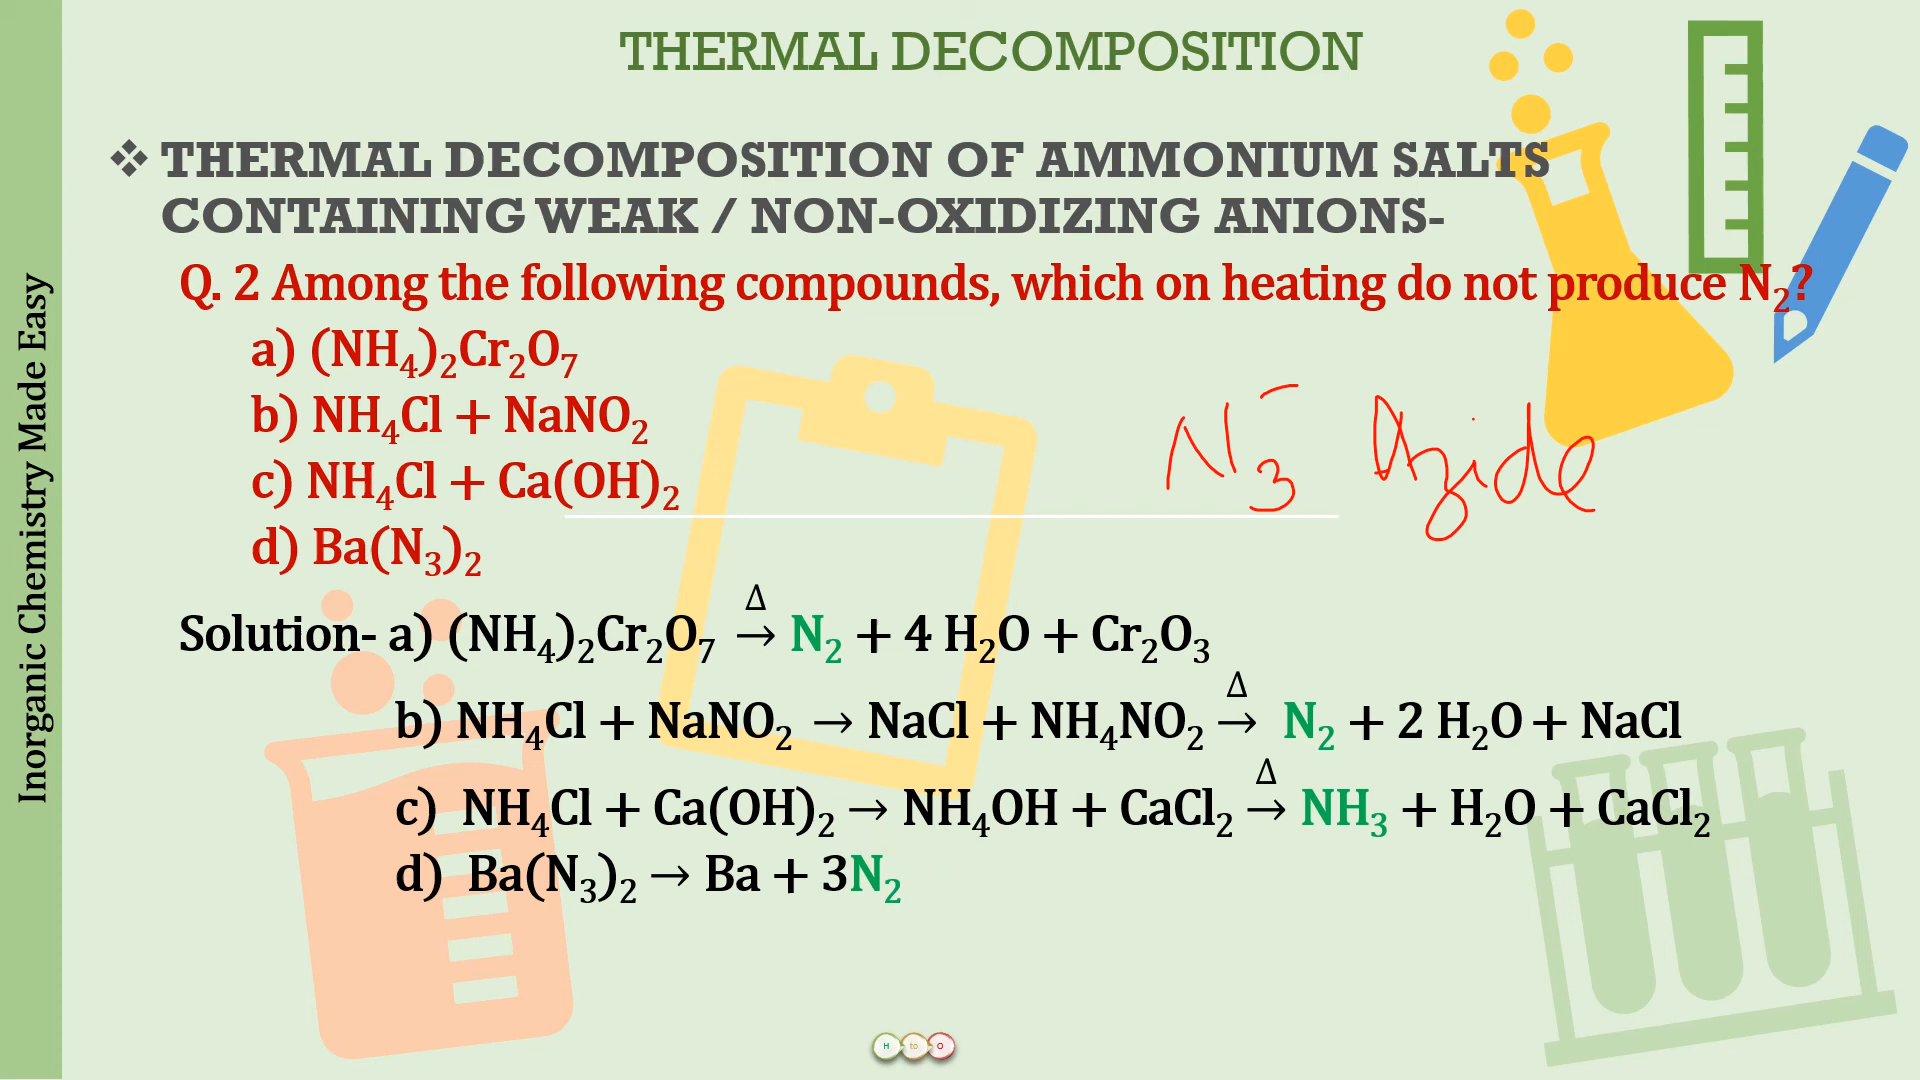 THERMAL DECOMPOSITION
❖ THERMAL DECOMPOSITION OF AMMONIUM SALTS
CONTAINING WEAK / NON-OXIDIZING ANIONS-
Q. 2 Among the following compounds, which on heating do not produce N₂?
a) (NH₄)₂Cr₂O₇
b) NH₄Cl + NaNO₂
c) NH₄Cl + Ca(OH)₂
d) Ba(N₃)₂
N₃⁻ Azide
Solution- a) (NH₄)₂Cr₂O₇ →Δ N₂ + 4 H₂O + Cr₂O₃
b) NH₄Cl + NaNO₂ → NaCl + NH₄NO₂ →Δ N₂ + 2 H₂O + NaCl
c) NH₄Cl + Ca(OH)₂ → NH₄OH + CaCl₂ →Δ NH₃ + H₂O + CaCl₂
d) Ba(N₃)₂ → Ba + 3N₂
Inorganic Chemistry Made Easy
H to O